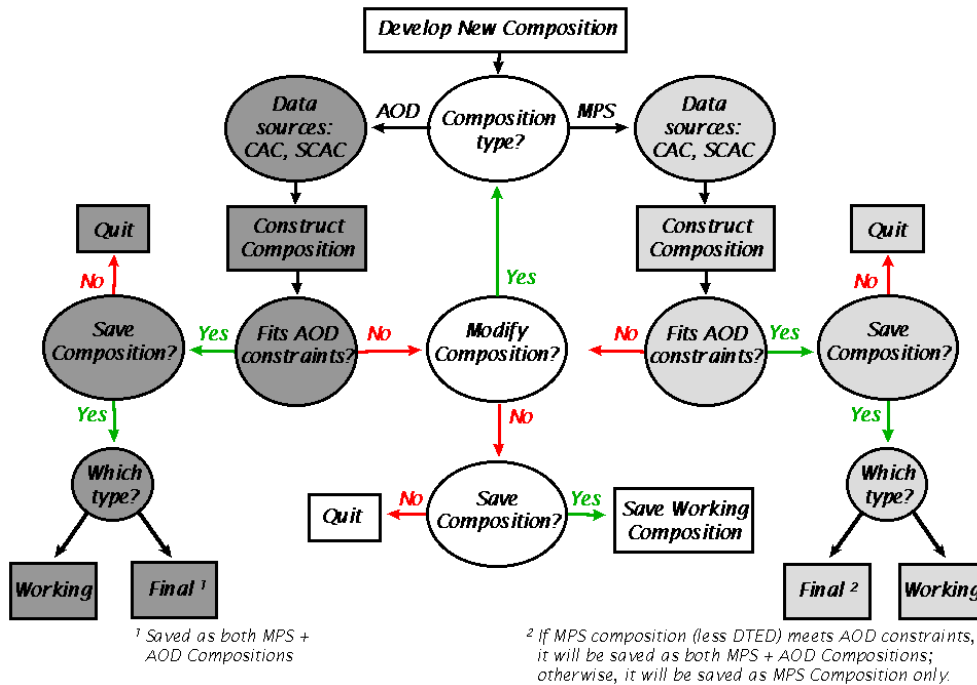 Develop New Composition
Data
sources:
CAC, SCAC
AOD
Composition
type?
MPS
Data
sources:
CAC, SCAC
Quit
Construct
Composition
Construct
Composition
Quit
No
Yes
No
Save
Composition?
Yes
Fits AOD
constraints?
No
Modify
Composition?
No
Fits AOD
constraints?
Yes
Save
Composition?
Yes
No
Yes
Which
type?
Quit
No
Save
Composition?
Yes
Save Working
Composition
Which
type?
Working
Final 1
Final 2
Working
1 Saved as both MPS +
AOD Compositions
2 If MPS composition (less DTED) meets AOD constraints,
it will be saved as both MPS + AOD Compositions;
otherwise, it will be saved as MPS Composition only.